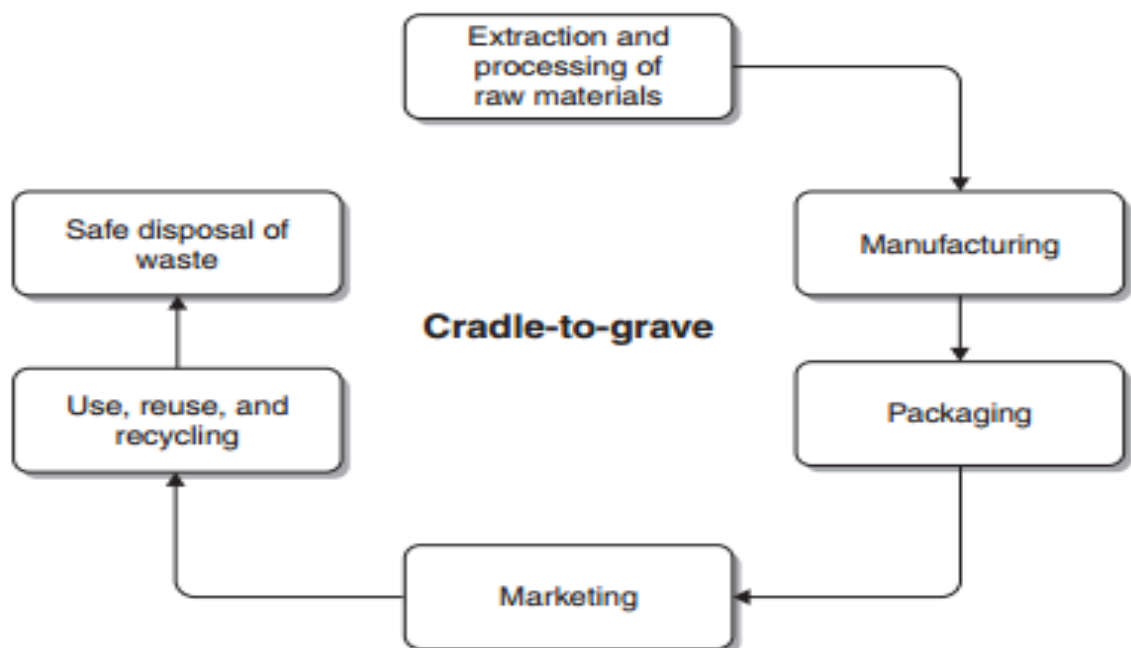 Extraction and
processing of
raw materials
Manufacturing
Packaging
Marketing
Use, reuse, and
recycling
Safe disposal of
waste
Cradle-to-grave